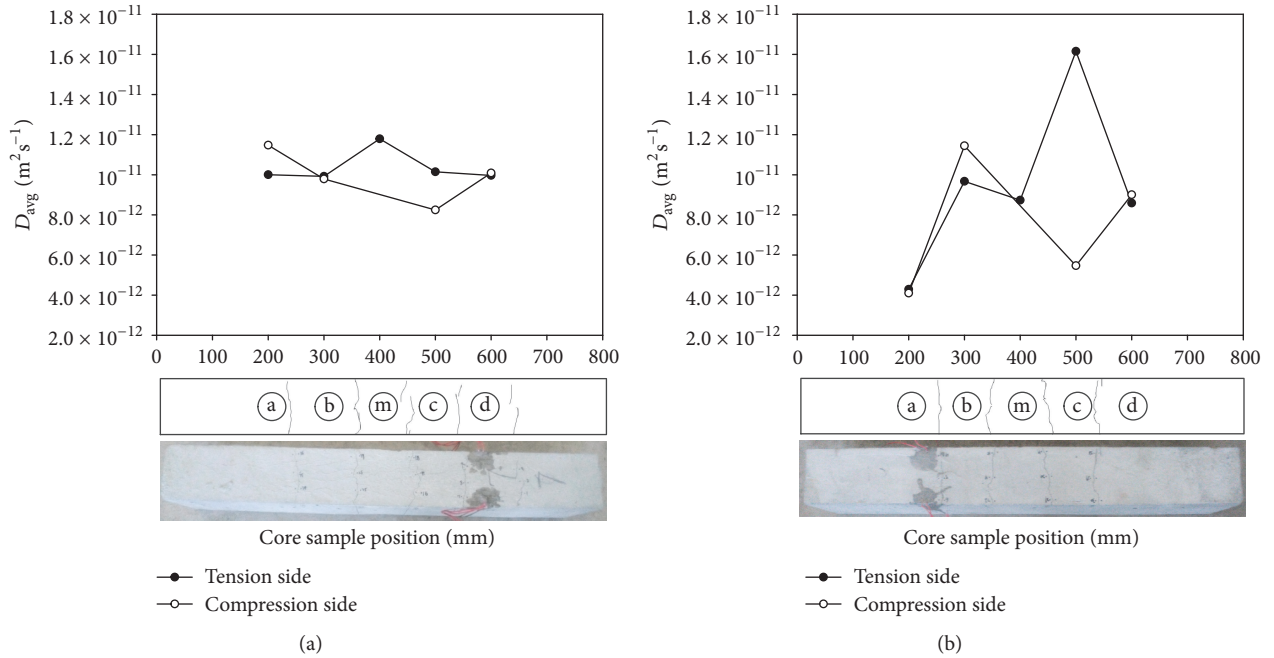 1.8 × 10⁻¹¹
1.6 × 10⁻¹¹
1.4 × 10⁻¹¹
1.2 × 10⁻¹¹
10⁻¹¹
8.0 × 10⁻¹²
6.0 × 10⁻¹²
4.0 × 10⁻¹²
2.0 × 10⁻¹²
D_avg (m² s⁻¹)
0 100 200 300 400 500 600 700 800
a b m c d
Core sample position (mm)
Tension side
Compression side
(a)
1.8 × 10⁻¹¹
1.6 × 10⁻¹¹
1.4 × 10⁻¹¹
1.2 × 10⁻¹¹
10⁻¹¹
8.0 × 10⁻¹²
6.0 × 10⁻¹²
4.0 × 10⁻¹²
2.0 × 10⁻¹²
D_avg (m² s⁻¹)
0 100 200 300 400 500 600 700 800
a b m c d
Core sample position (mm)
Tension side
Compression side
(b)